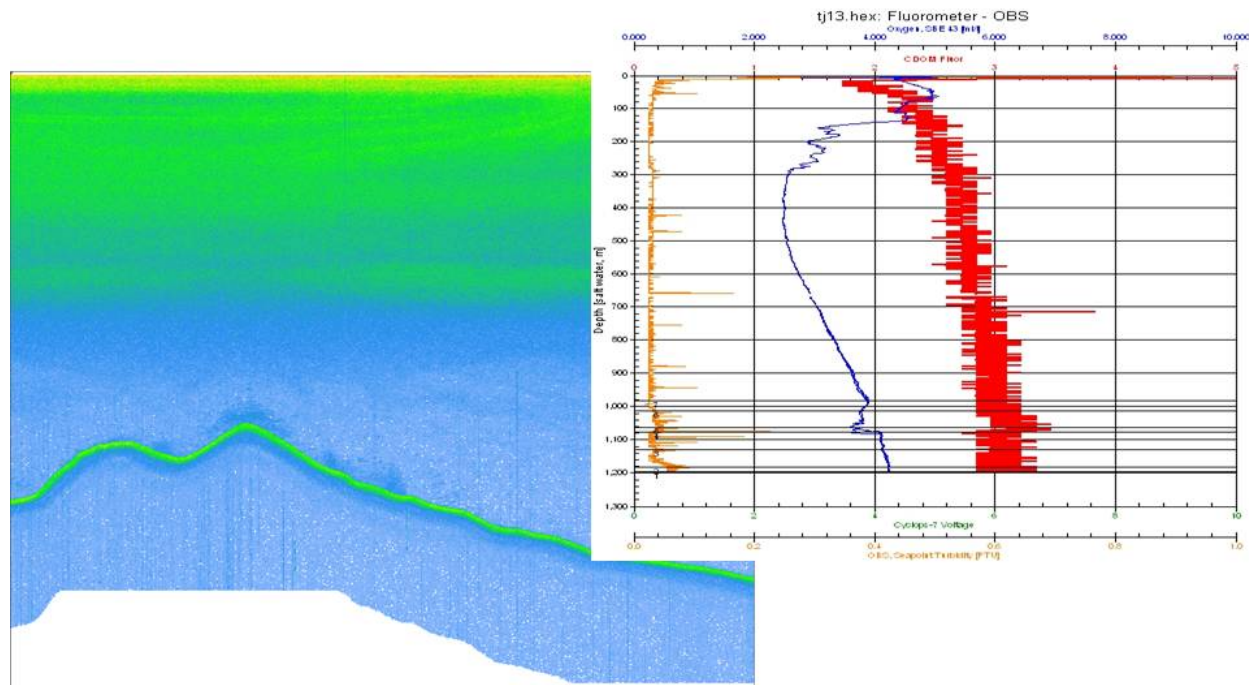 tj13.hex: Fluorometer - OBS
Oxygen, SBE 43 [ml/l]
0.000 2.000 4.000 6.000 8.000 10.000
CDOM Fluor
0 1 2 3 4 5
Depth [salt water, m]
0
100
200
300
400
500
600
700
800
900
1,000
1,100
1,200
1,300
0 2 4 6 8 10
Cyclops-7 Voltage
0.0 0.2 0.4 0.6 0.8 1.0
OBS, Seapoint Turbidity [FTU]